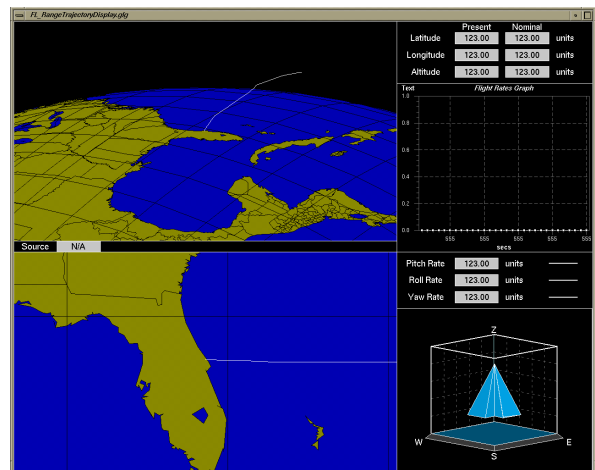 FL_RangeTrajectoryDisplay.glg
Present Nominal
Latitude 123.00 123.00 units
Longitude 123.00 123.00 units
Altitude 123.00 123.00 units
Text Flight Rates Graph
1.0
0.8
0.6
0.4
0.2
0.0
555 555 555 555 555
secs
Source N/A
Pitch Rate 123.00 units
Roll Rate 123.00 units
Yaw Rate 123.00 units
Z
W E
S